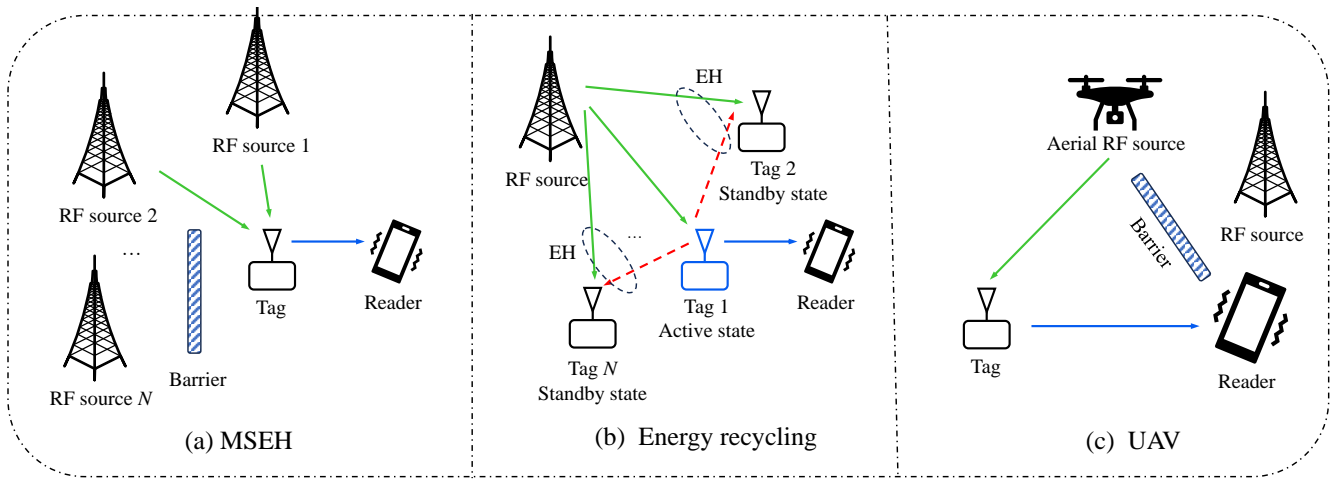 RF source 1
RF source 2
...
RF source N
Barrier
Tag
Reader
(a) MSEH
EH
RF source
Tag 2
Standby state
EH
...
Tag 1
Active state
Reader
Tag N
Standby state
(b) Energy recycling
Aerial RF source
RF source
Barrier
Tag
Reader
(c) UAV